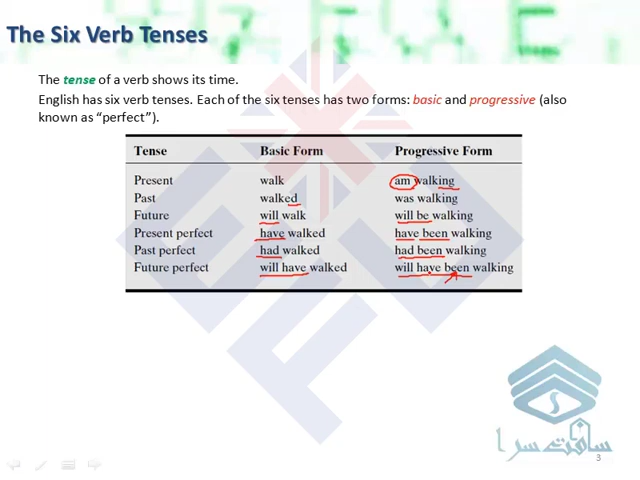 The Six Verb Tenses
The tense of a verb shows its time.
English has six verb tenses. Each of the six tenses has two forms: basic and progressive (also
known as “perfect”).
Tense Basic Form Progressive Form
Present walk am walking
Past walked was walking
Future will walk will be walking
Present perfect have walked have been walking
Past perfect had walked had been walking
Future perfect will have walked will have been walking
سافت سرا
3